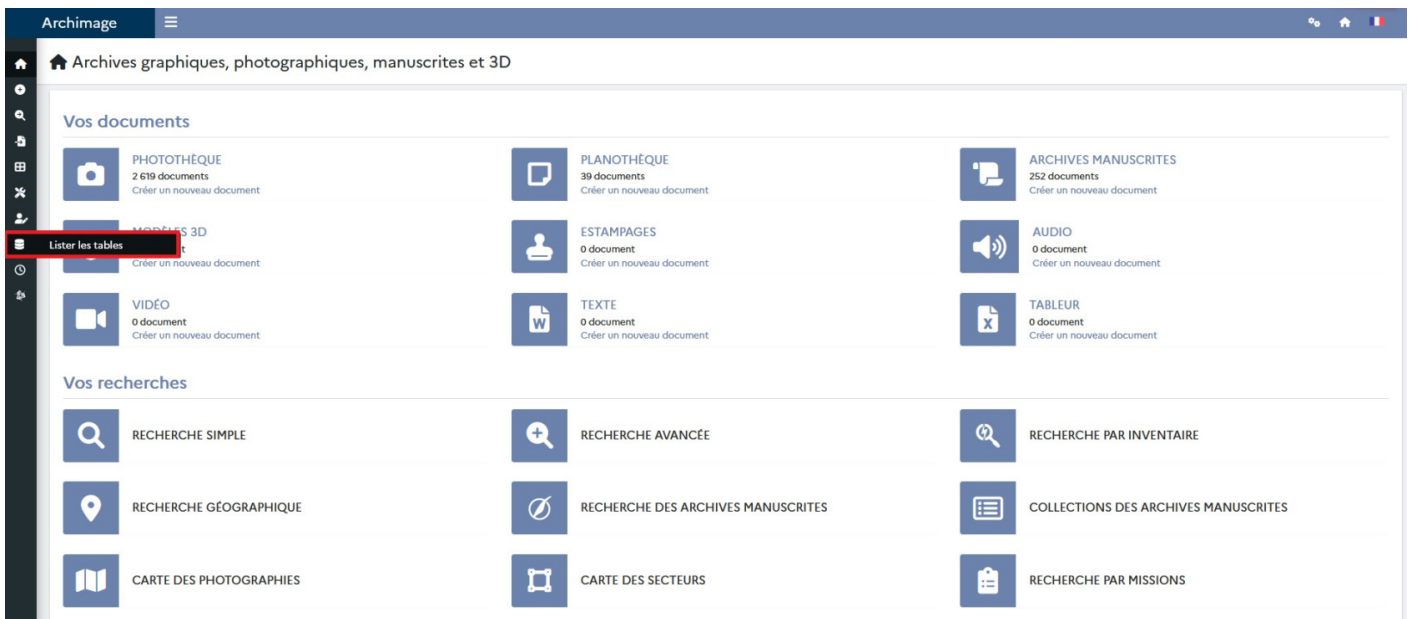 Archimage
Archives graphiques, photographiques, manuscrites et 3D
Vos documents
PHOTOTHÈQUE
2 619 documents
Créer un nouveau document
PLANOTHÈQUE
39 documents
Créer un nouveau document
ARCHIVES MANUSCRITES
252 documents
Créer un nouveau document
MODÈLES 3D
Lister les tables
t
Créer un nouveau document
ESTAMPAGES
0 document
Créer un nouveau document
AUDIO
0 document
Créer un nouveau document
VIDÉO
0 document
Créer un nouveau document
W
TEXTE
0 document
Créer un nouveau document
X
TABLEUR
0 document
Créer un nouveau document
Vos recherches
RECHERCHE SIMPLE
RECHERCHE AVANCÉE
RECHERCHE PAR INVENTAIRE
RECHERCHE GÉOGRAPHIQUE
RECHERCHE DES ARCHIVES MANUSCRITES
COLLECTIONS DES ARCHIVES MANUSCRITES
CARTE DES PHOTOGRAPHIES
CARTE DES SECTEURS
RECHERCHE PAR MISSIONS